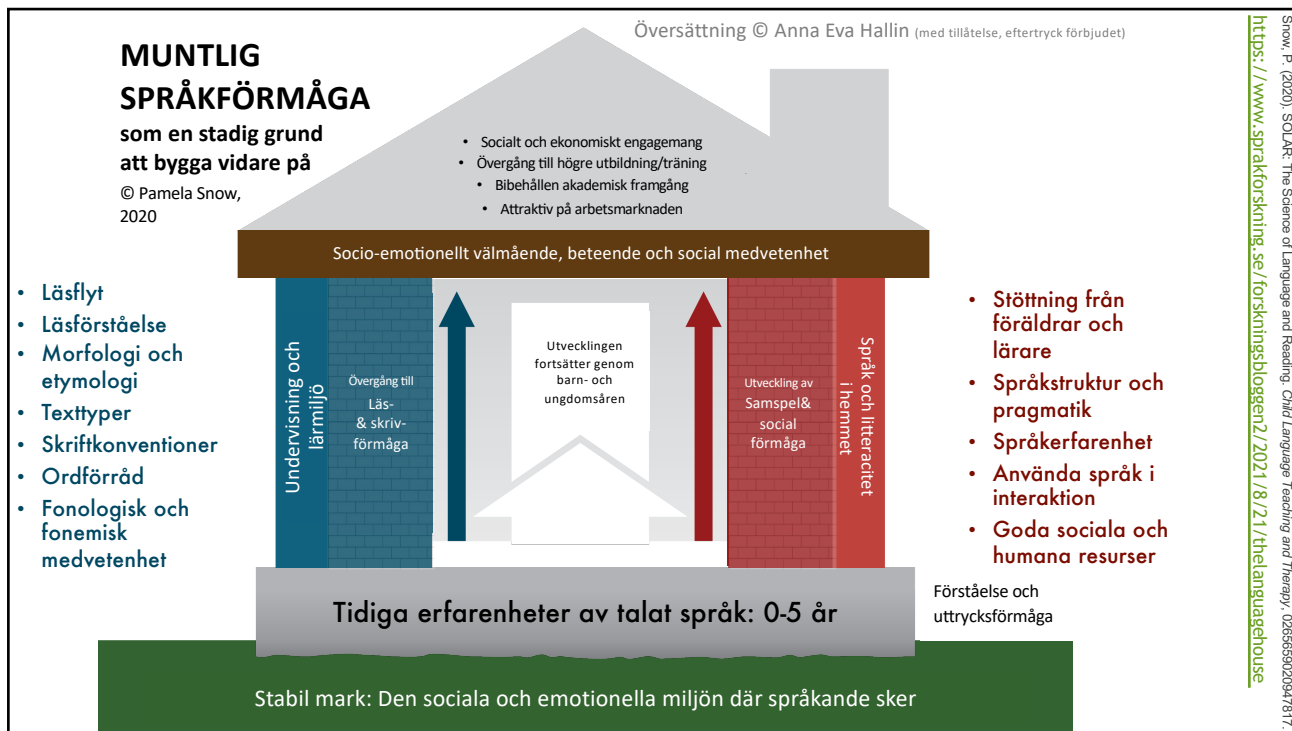 Översättning © Anna Eva Hallin (med tillåtelse, eftertryck förbjudet)
MUNTLIG
SPRÅKFÖRMÅGA
som en stadig grund
att bygga vidare på
© Pamela Snow,
2020
• Socialt och ekonomiskt engagemang
• Övergång till högre utbildning/träning
• Bibehållen akademisk framgång
• Attraktiv på arbetsmarknaden
Socio-emotionellt välmående, beteende och social medvetenhet
• Läsflyt
• Läsförståelse
• Morfologi och
etymologi
• Texttyper
• Skriftkonventioner
• Ordförråd
• Fonologisk och
fonemisk
medvetenhet
Undervisning och
lärmiljö
Övergång till
Läs-
& skriv-
förmåga
Utvecklingen
fortsätter genom
barn- och
ungdomsåren
Utveckling av
Samspel&
social
förmåga
Språk och litteracitet
i hemmet
• Stöttning från
föräldrar och
lärare
• Språkstruktur och
pragmatik
• Språkerfarenhet
• Använda språk i
interaktion
• Goda sociala och
humana resurser
Tidiga erfarenheter av talat språk: 0-5 år
Förståelse och
uttrycksförmåga
Stabil mark: Den sociala och emotionella miljön där språkande sker
Snow, P. (2020). SOLAR: The Science of Language and Reading. Child Language Teaching and Therapy, 0265659020947817.
https://www.sprakforskning.se/forskningsbloggen2/2021/8/21/thelanguagehouse